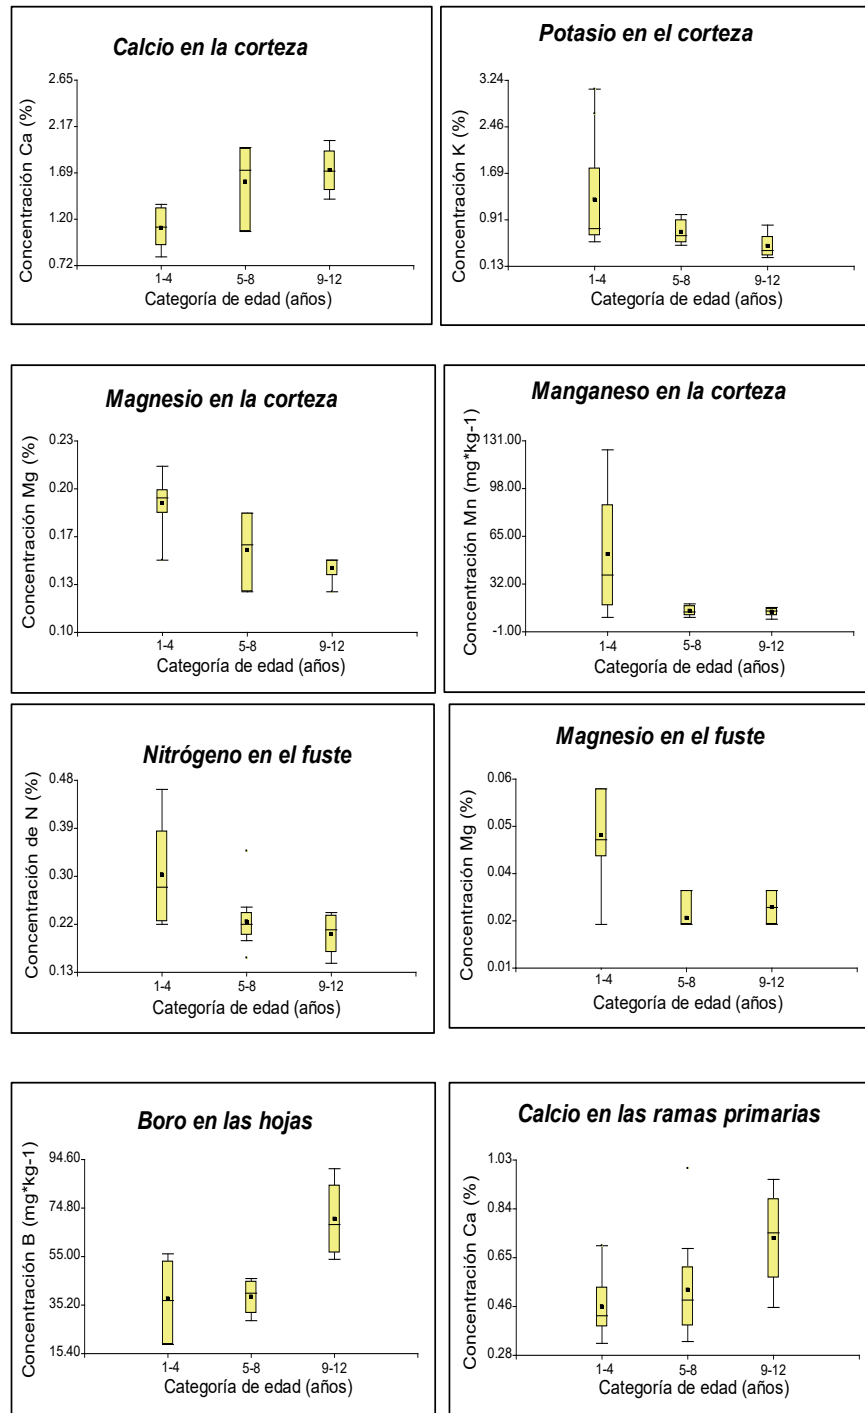 Calcio en la corteza
Concentración Ca (%)
2.65
2.17
1.69
1.20
0.72
1-4 5-8 9-12
Categoría de edad (años)
Potasio en el corteza
Concentración K (%)
3.24
2.46
1.69
0.91
0.13
1-4 5-8 9-12
Categoría de edad (años)
Magnesio en la corteza
Concentración Mg (%)
0.23
0.20
0.17
0.13
0.10
1-4 5-8 9-12
Categoría de edad (años)
Manganeso en la corteza
Concentración Mn (mg*kg-1)
131.00
98.00
65.00
32.00
-1.00
1-4 5-8 9-12
Categoría de edad (años)
Nitrógeno en el fuste
Concentración de N (%)
0.48
0.39
0.30
0.22
0.13
1-4 5-8 9-12
Categoría de edad (años)
Magnesio en el fuste
Concentración Mg (%)
0.06
0.05
0.04
0.02
0.01
1-4 5-8 9-12
Categoría de edad (años)
Boro en las hojas
Concentración B (mg*kg-1)
94.60
74.80
55.00
35.20
15.40
1-4 5-8 9-12
Categoría de edad (años)
Calcio en las ramas primarias
Concentración Ca (%)
1.03
0.84
0.65
0.46
0.28
1-4 5-8 9-12
Categoría de edad (años)